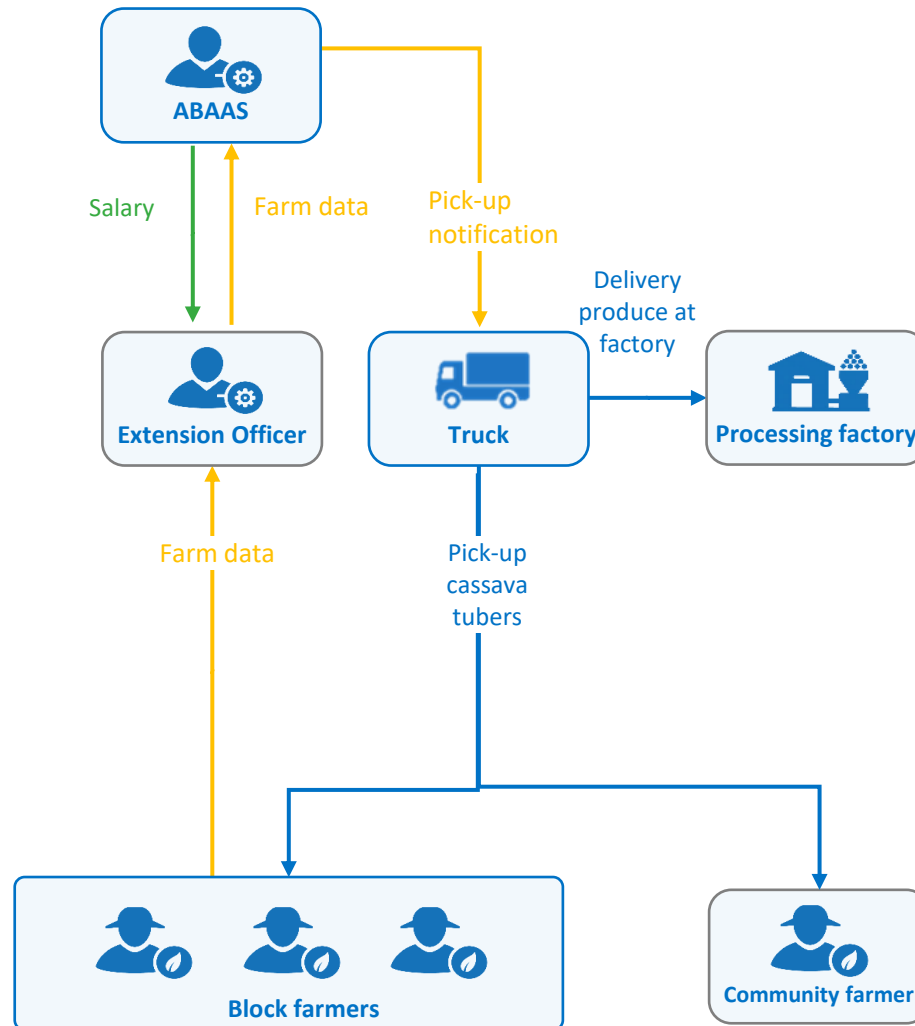 ABAAS
Salary
Farm data
Pick-up
notification
Delivery
produce at
factory
Extension Officer
Truck
Processing factory
Farm data
Pick-up
cassava
tubers
Block farmers
Community farmer